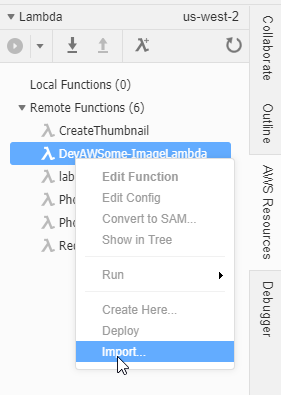 Lambda us-west-2
Local Functions (0)
Remote Functions (6)
CreateThumbnail
DevAWSome-ImageLambda
lab
Pho
Pho
Rec
Edit Function
Edit Config
Convert to SAM...
Show in Tree
Run
Create Here...
Deploy
Import...
Collaborate
Outline
AWS Resources
Debugger